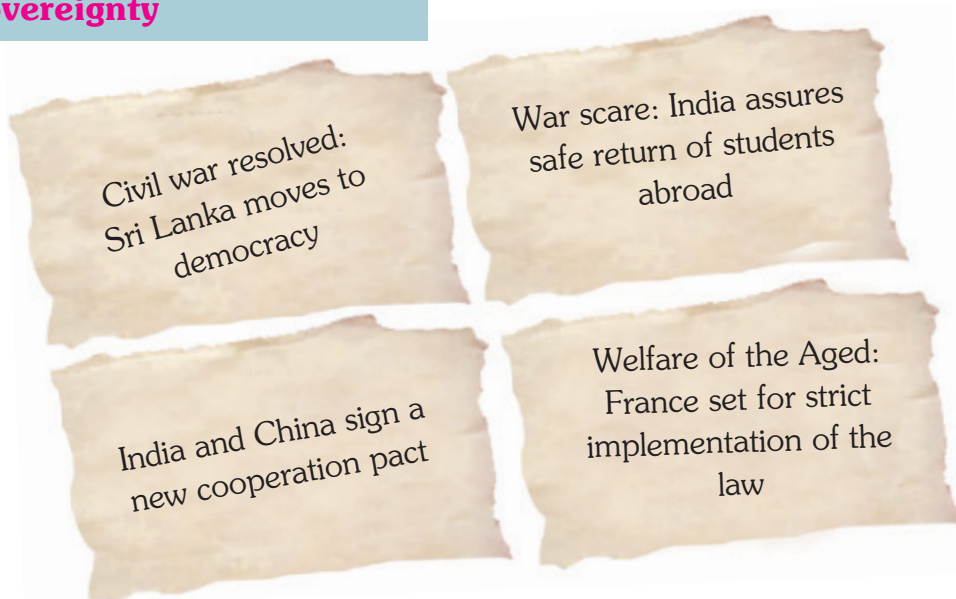 vereignty
Civil war resolved:
Sri Lanka moves to
democracy
War scare: India assures
safe return of students
abroad
India and China sign a
new cooperation pact
Welfare of the Aged:
France set for strict
implementation of the
law